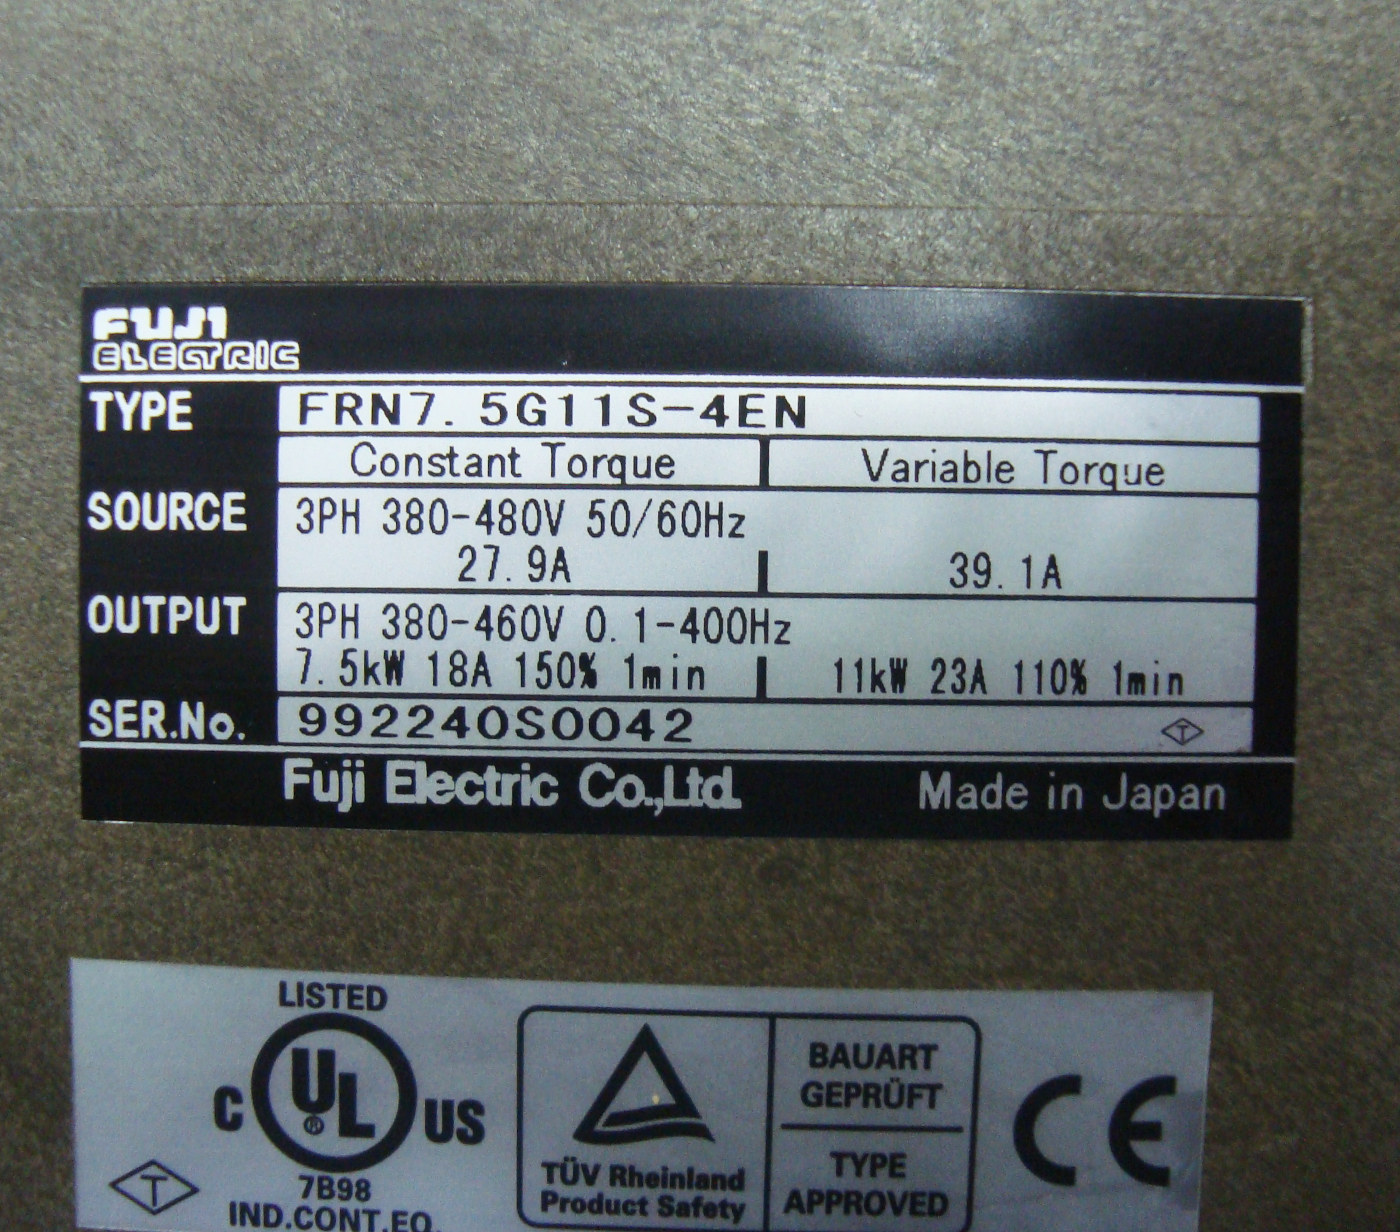 FUJI
ELECTRIC
TYPE FRN7.5G11S-4EN
Constant Torque Variable Torque
SOURCE 3PH 380-480V 50/60Hz
27.9A 39.1A
OUTPUT 3PH 380-460V 0.1-400Hz
7.5kW 18A 150% 1min 11kW 23A 110% 1min
SER.No. 992240S0042 T
Fuji Electric Co.,Ltd. Made in Japan
LISTED
C UL® US
7B98
IND.CONT.EQ.
T
TÜV Rheinland
Product Safety
BAUART
GEPRÜFT
TYPE
APPROVED
CE